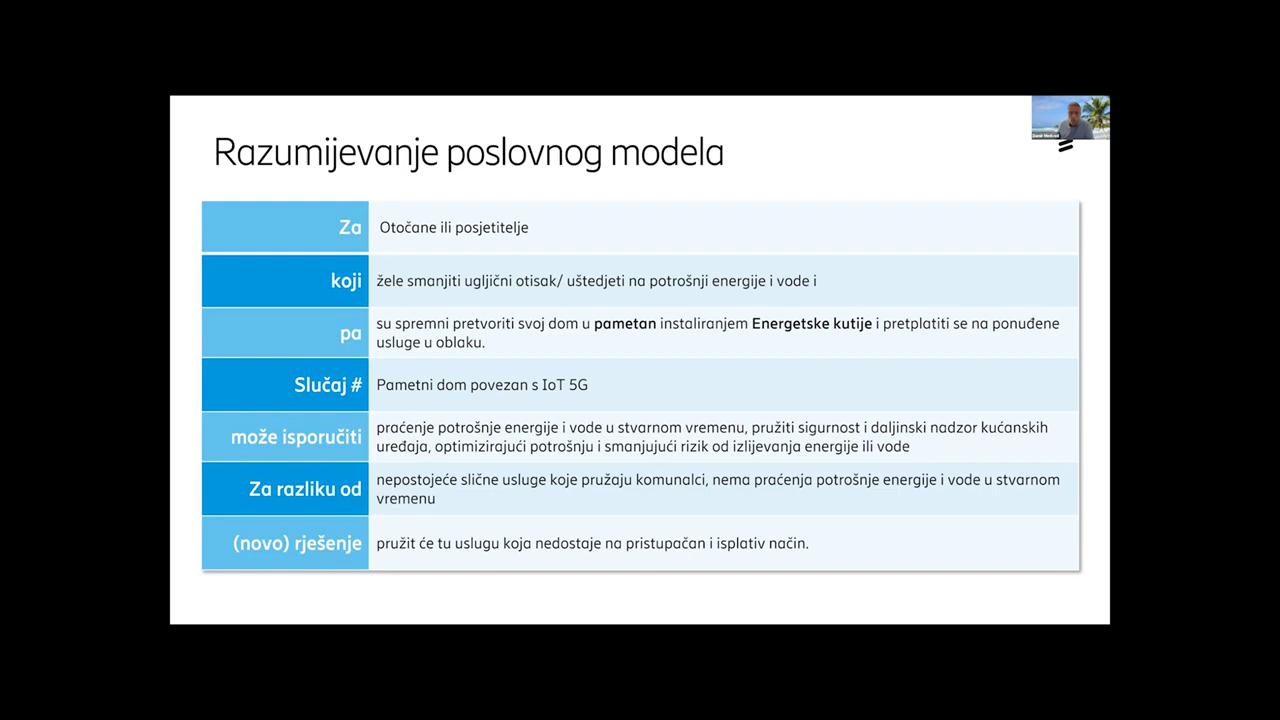 Razumijevanje poslovnog modela
Za
Otočane ili posjetitelje
koji
žele smanjiti ugljični otisak/ uštedjeti na potrošnji energije i vode i
pa
su spremni pretvoriti svoj dom u pametan instaliranjem Energetske kutije i pretplatiti se na ponuđene
usluge u oblaku.
Slučaj #
Pametni dom povezan s IoT 5G
može isporučiti
praćenje potrošnje energije i vode u stvarnom vremenu, pružiti sigurnost i daljinski nadzor kućanskih
uređaja, optimizirajući potrošnju i smanjujući rizik od izlijevanja energije ili vode
Za razliku od
nepostojeće slične usluge koje pružaju komunalci, nema praćenja potrošnje energije i vode u stvarnom
vremenu
(novo) rješenje
pružit će tu uslugu koja nedostaje na pristupačan i isplativ način.